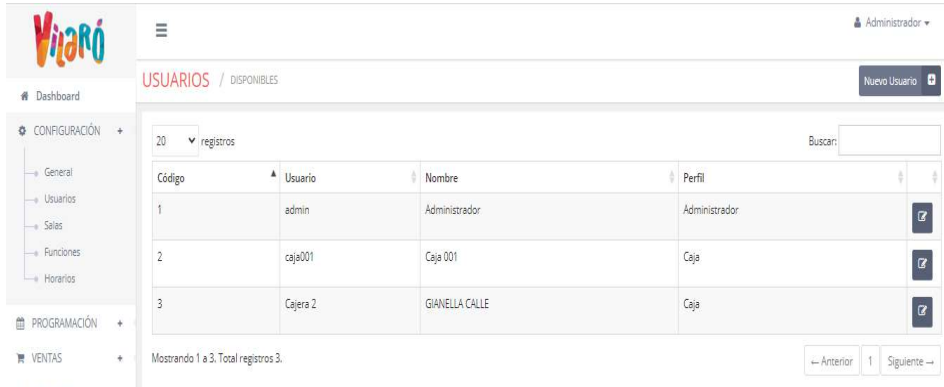 Vilaró
Administrador
USUARIOS / DISPONIBLES
Nuevo Usuario
Dashboard
CONFIGURACIÓN +
General
Usuarios
Salas
Funciones
Horarios
PROGRAMACIÓN +
VENTAS +
20 registros
Buscar:
Código Usuario Nombre Perfil
1 admin Administrador Administrador
2 caja001 Caja 001 Caja
3 Cajera 2 GIANELLA CALLE Caja
Mostrando 1 a 3. Total registros 3.
← Anterior 1 Siguiente →